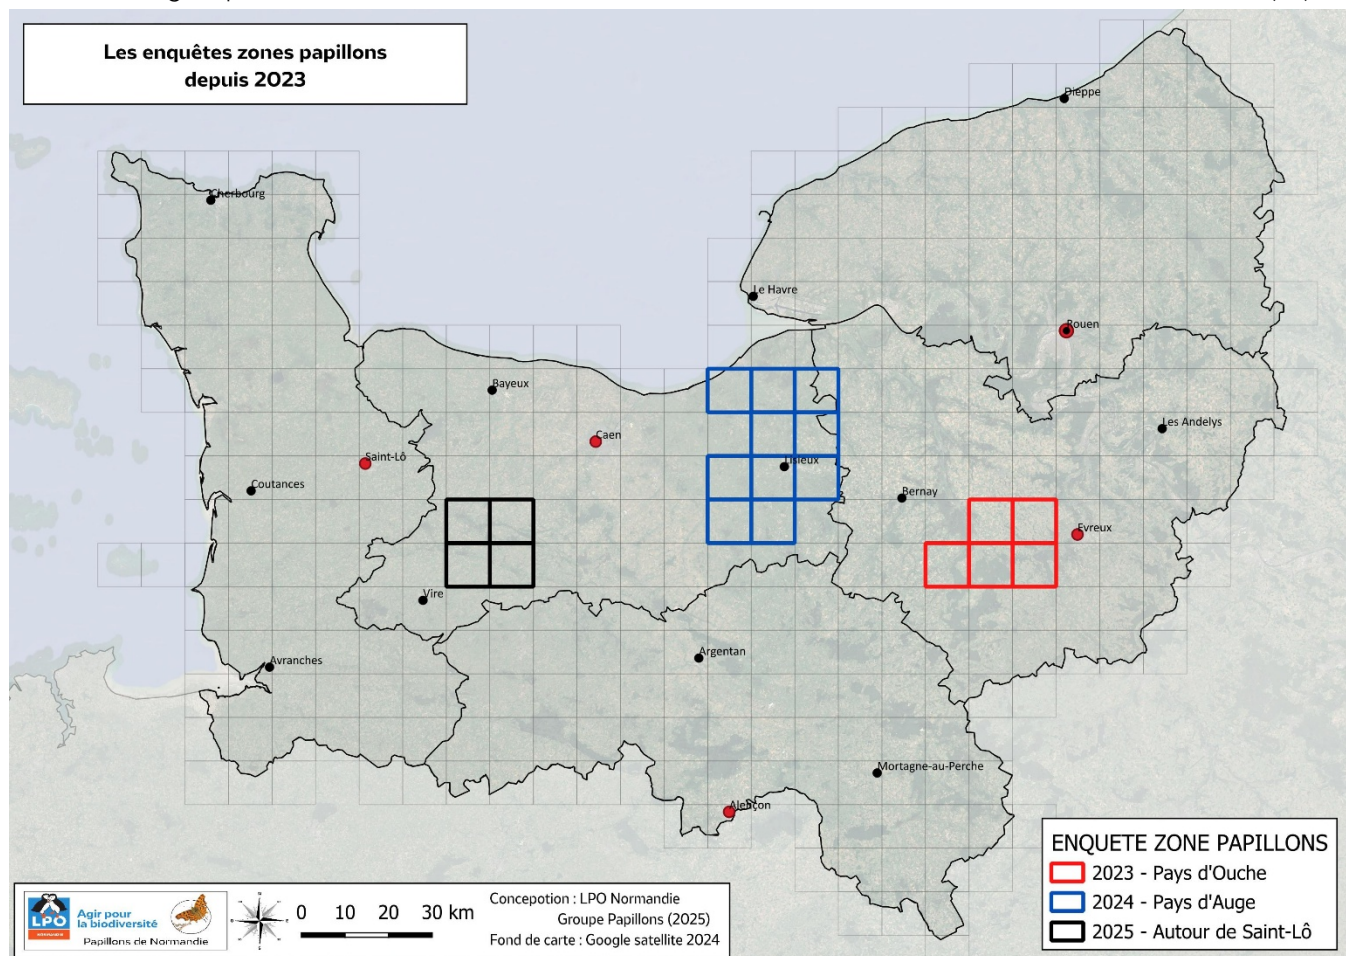 Les enquêtes zones papillons
depuis 2023
Dieppe
Cherbourg
Le Havre
Rouen
Bayeux
Les Andelys
Caen
Saint-Lô
Lisieux
Coutances
Bernay
Evreux
Vire
Argentan
Avranches
Mortagne-au-Perche
Alençon
ENQUETE ZONE PAPILLONS
2023 - Pays d'Ouche
2024 - Pays d'Auge
2025 - Autour de Saint-Lô
LPO
NORMANDIE
Agir pour
la biodiversité
Papillons de Normandie
0 10 20 30 km
Concepotion : LPO Normandie
Groupe Papillons (2025)
Fond de carte : Google satellite 2024